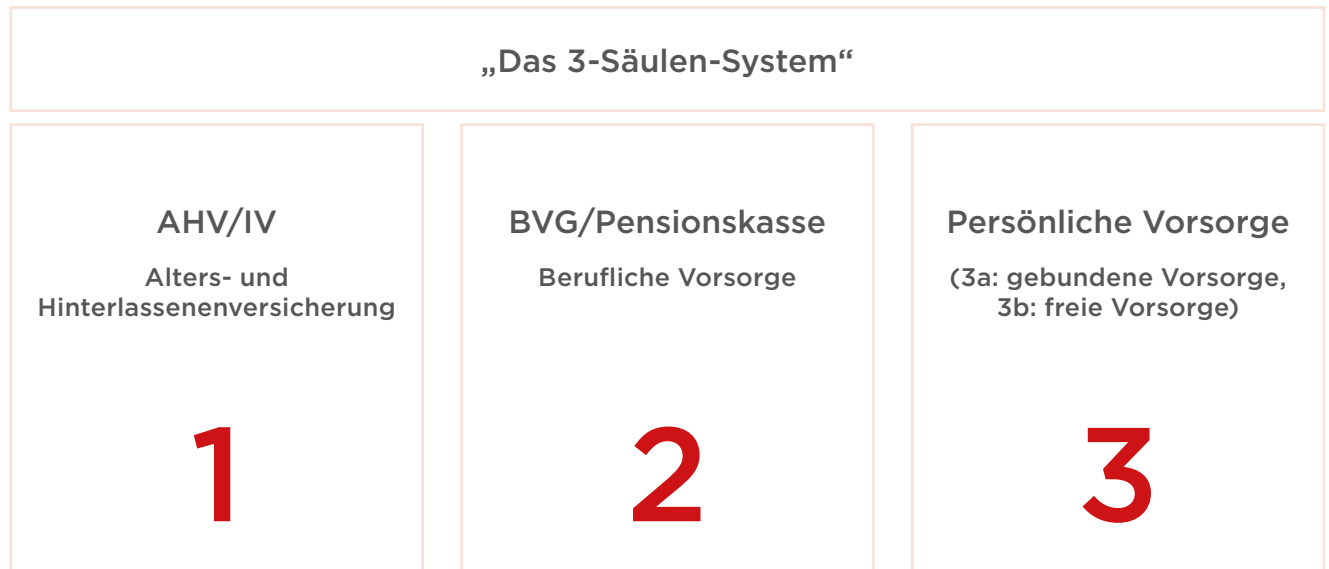 „Das 3-Säulen-System“
AHV/IV
Alters- und
Hinterlassenenversicherung
1
BVG/Pensionskasse
Berufliche Vorsorge
2
Persönliche Vorsorge
(3a: gebundene Vorsorge,
3b: freie Vorsorge)
3